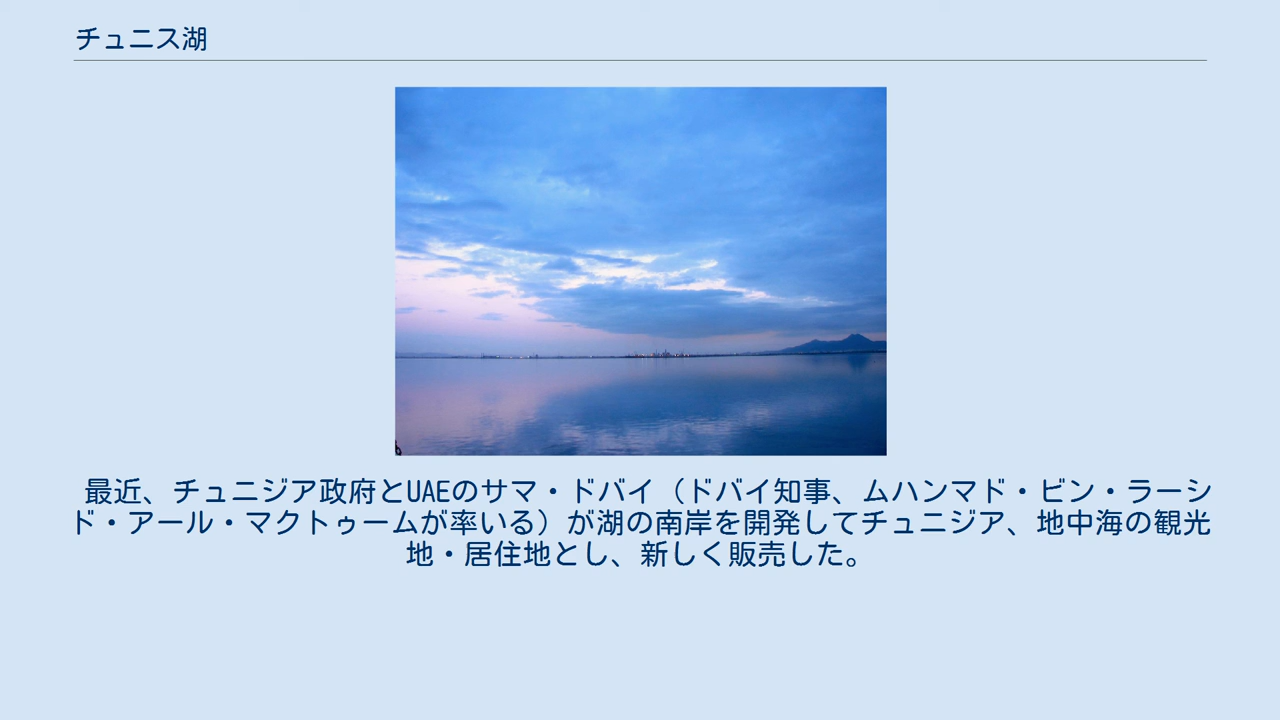 チュニス湖
最近、チュニジア政府とUAEのサマ・ドバイ（ドバイ知事、ムハンマド・ビン・ラーシ
ド・アール・マクトゥームが率いる）が湖の南岸を開発してチュニジア、地中海の観光
地・居住地とし、新しく販売した。